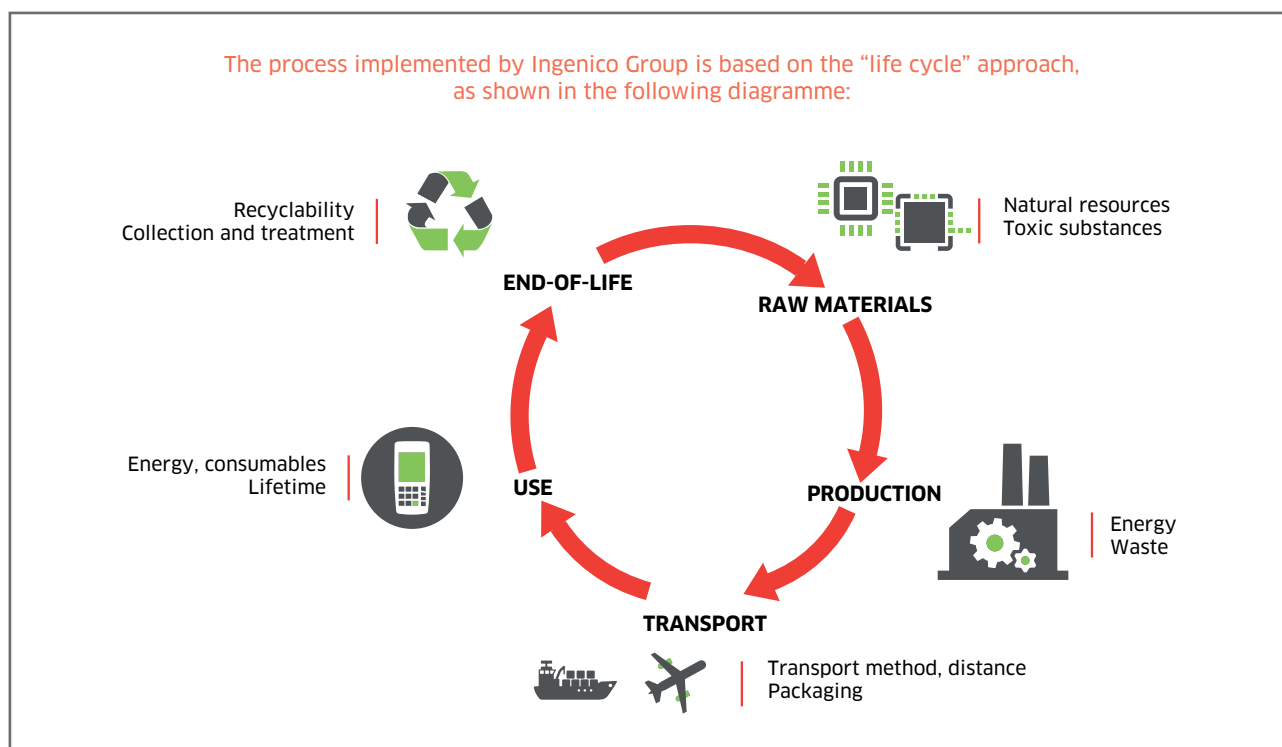 The process implemented by Ingenico Group is based on the “life cycle” approach,
as shown in the following diagramme:
Recyclability
Collection and treatment
Natural resources
Toxic substances
END-OF-LIFE
RAW MATERIALS
Energy, consumables
Lifetime
USE
PRODUCTION
Energy
Waste
TRANSPORT
Transport method, distance
Packaging